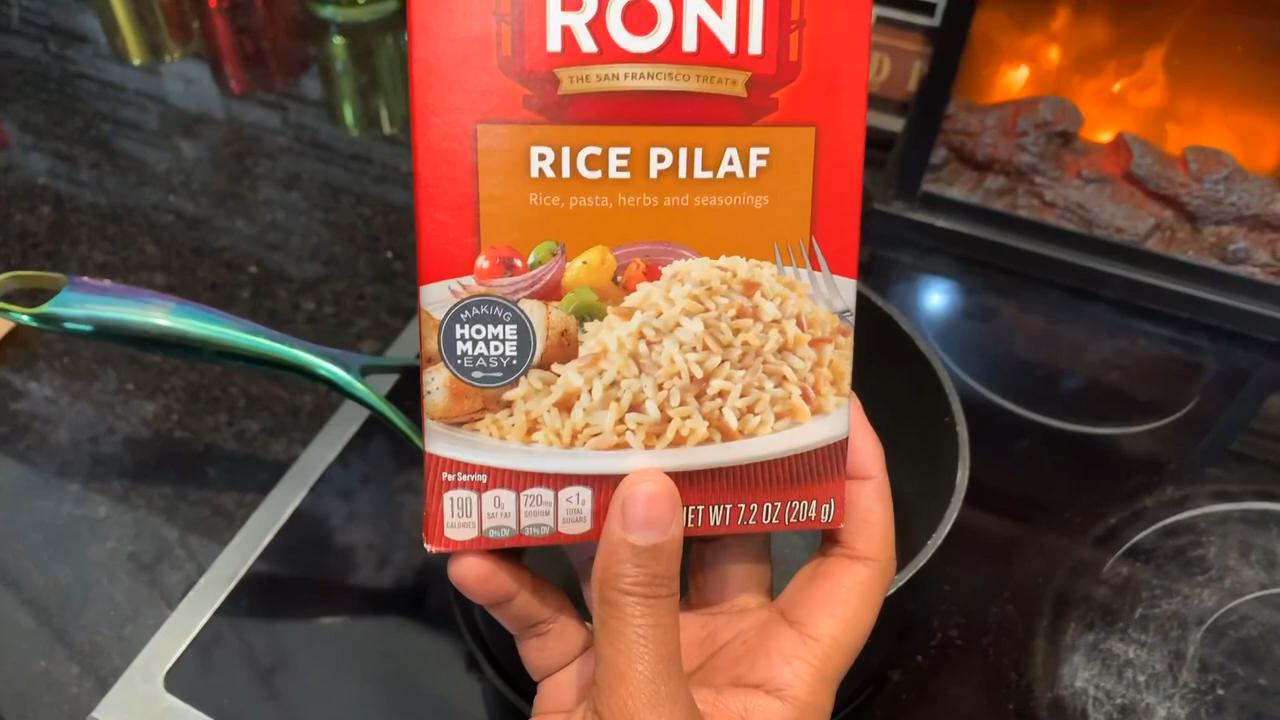 RONI
THE SAN FRANCISCO TREAT®
RICE PILAF
Rice, pasta, herbs and seasonings
MAKING
HOME
MADE
•EASY•
Per Serving
190
CALORIES
0g
SAT FAT
0% DV
720mg
SODIUM
31% DV
<1g
TOTAL
SUGARS
NET WT 7.2 OZ (204 g)